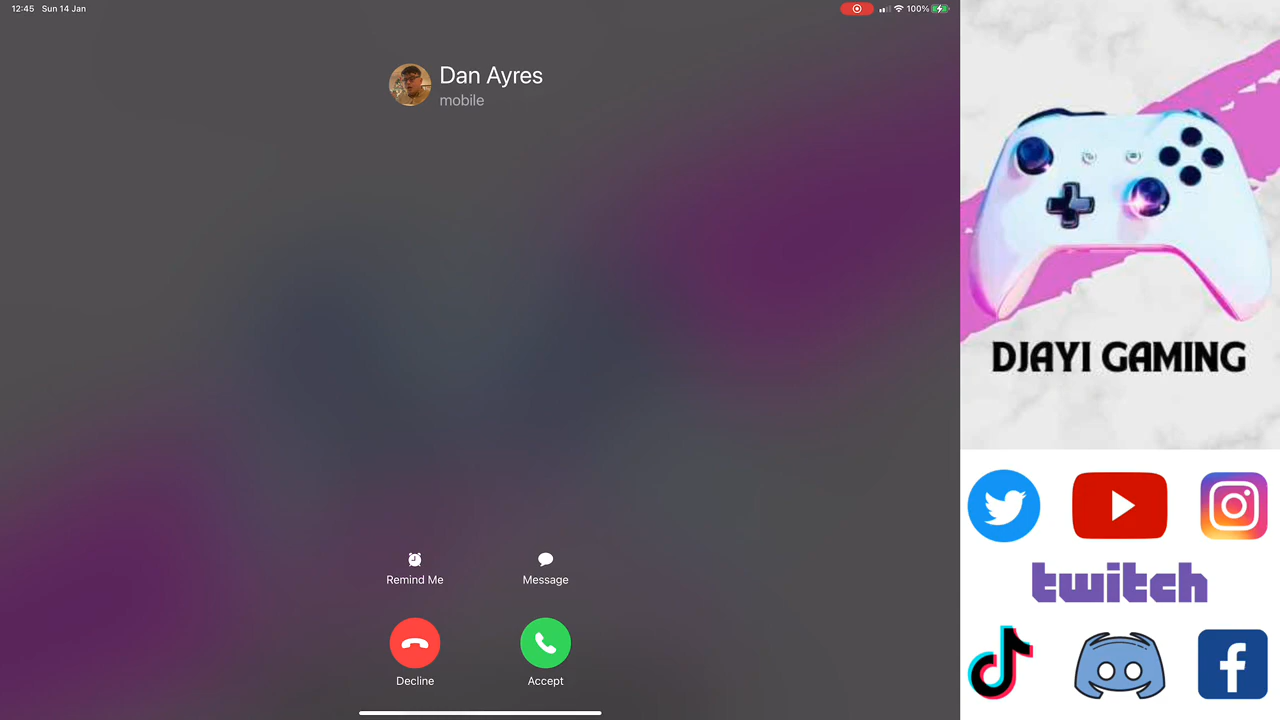 12:45 Sun 14 Jan
100%
Dan Ayres
mobile
Remind Me
Message
Decline
Accept
DJAYI GAMING
twitch